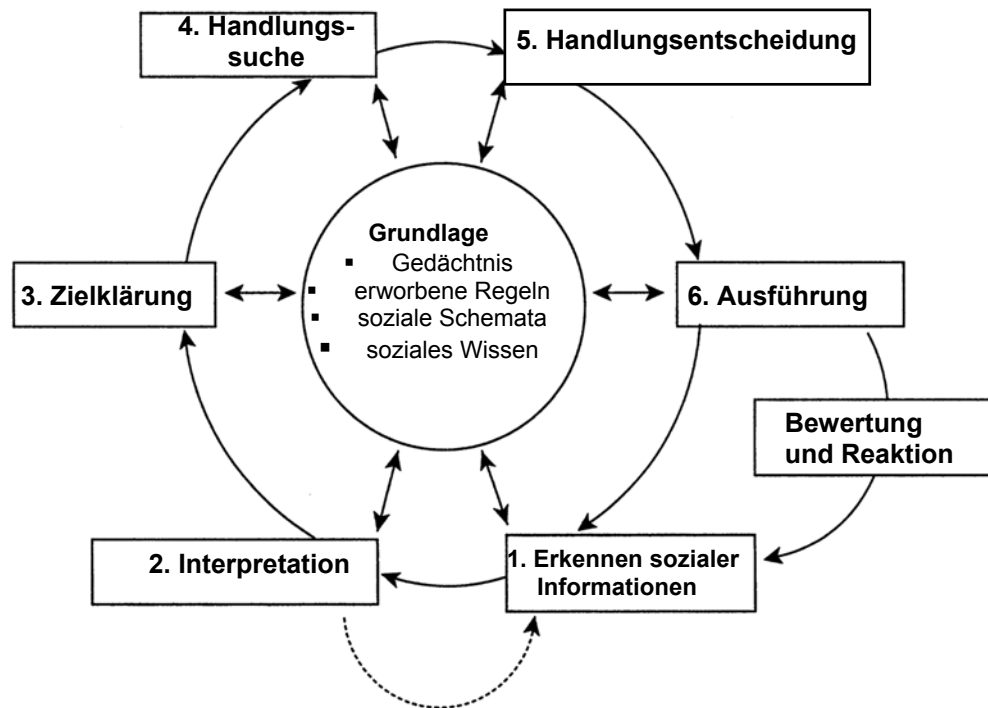 4. Handlungs-
suche
5. Handlungsentscheidung
Grundlage
▪ Gedächtnis
▪ erworbene Regeln
▪ soziale Schemata
▪ soziales Wissen
3. Zielklärung
6. Ausführung
Bewertung
und Reaktion
2. Interpretation
1. Erkennen sozialer
Informationen